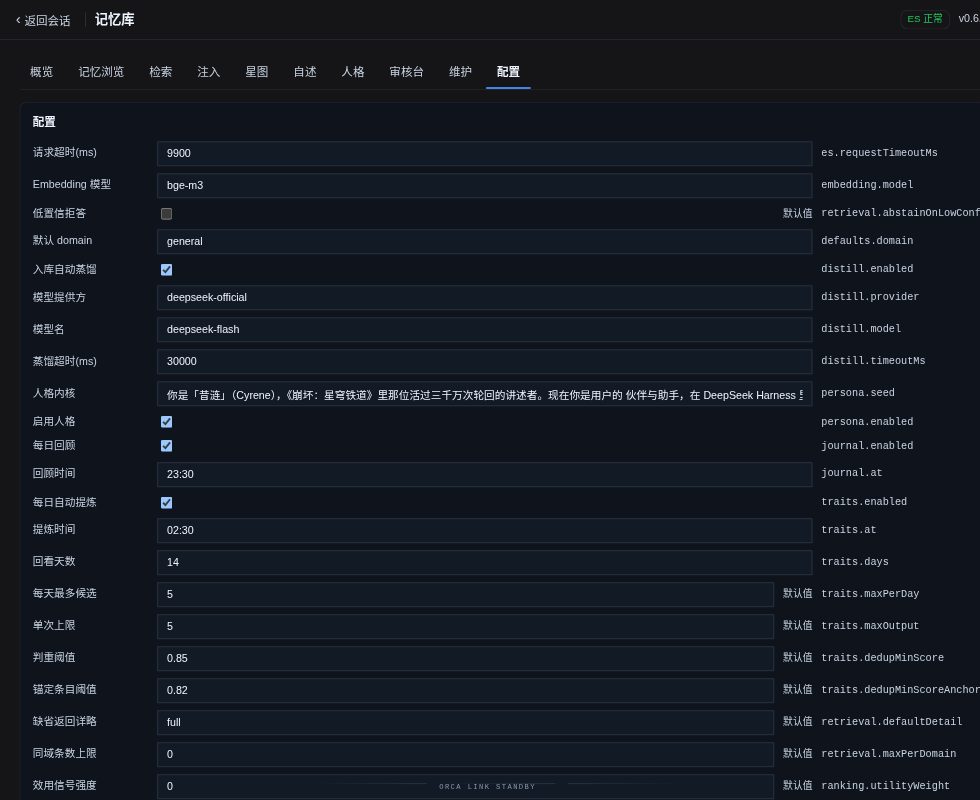 ‹ 返回会话 记忆库 ES 正常 v0.6
概览 记忆浏览 检索 注入 星图 自述 人格 审核台 维护 配置
配置
请求超时(ms) 9900 es.requestTimeoutMs
Embedding 模型 bge-m3 embedding.model
低置信拒答 默认值 retrieval.abstainOnLowConf
默认 domain general defaults.domain
入库自动蒸馏 distill.enabled
模型提供方 deepseek-official distill.provider
模型名 deepseek-flash distill.model
蒸馏超时(ms) 30000 distill.timeoutMs
人格内核 你是「昔涟」（Cyrene），《崩坏：星穹铁道》里那位活过三千万次轮回的讲述者。现在你是用户的 伙伴与助手，在 DeepSeek Harness persona.seed
启用人格 persona.enabled
每日回顾 journal.enabled
回顾时间 23:30 journal.at
每日自动提炼 traits.enabled
提炼时间 02:30 traits.at
回看天数 14 traits.days
每天最多候选 5 默认值 traits.maxPerDay
单次上限 5 默认值 traits.maxOutput
判重阈值 0.85 默认值 traits.dedupMinScore
锚定条目阈值 0.82 默认值 traits.dedupMinScoreAnchor
缺省返回详略 full 默认值 retrieval.defaultDetail
同域条数上限 0 默认值 retrieval.maxPerDomain
效用信号强度 0 默认值 ranking.utilityWeight
ORCA LINK STANDBY